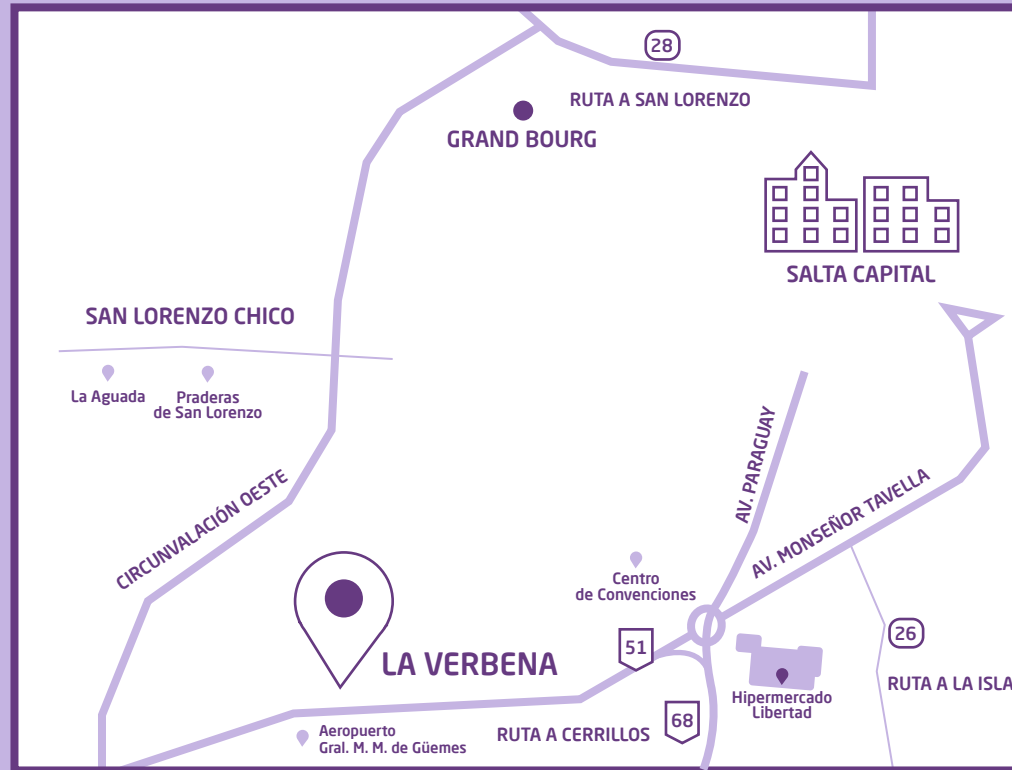 28
RUTA A SAN LORENZO
GRAND BOURG
SALTA CAPITAL
SAN LORENZO CHICO
La Aguada
Praderas
de San Lorenzo
AV. PARAGUAY
CIRCUNVALACIÓN OESTE
AV. MONSEÑOR TAVELLA
Centro
de Convenciones
51
26
LA VERBENA
RUTA A LA ISLA
Hipermercado
Libertad
68
RUTA A CERRILLOS
Aeropuerto
Gral. M. M. de Güemes